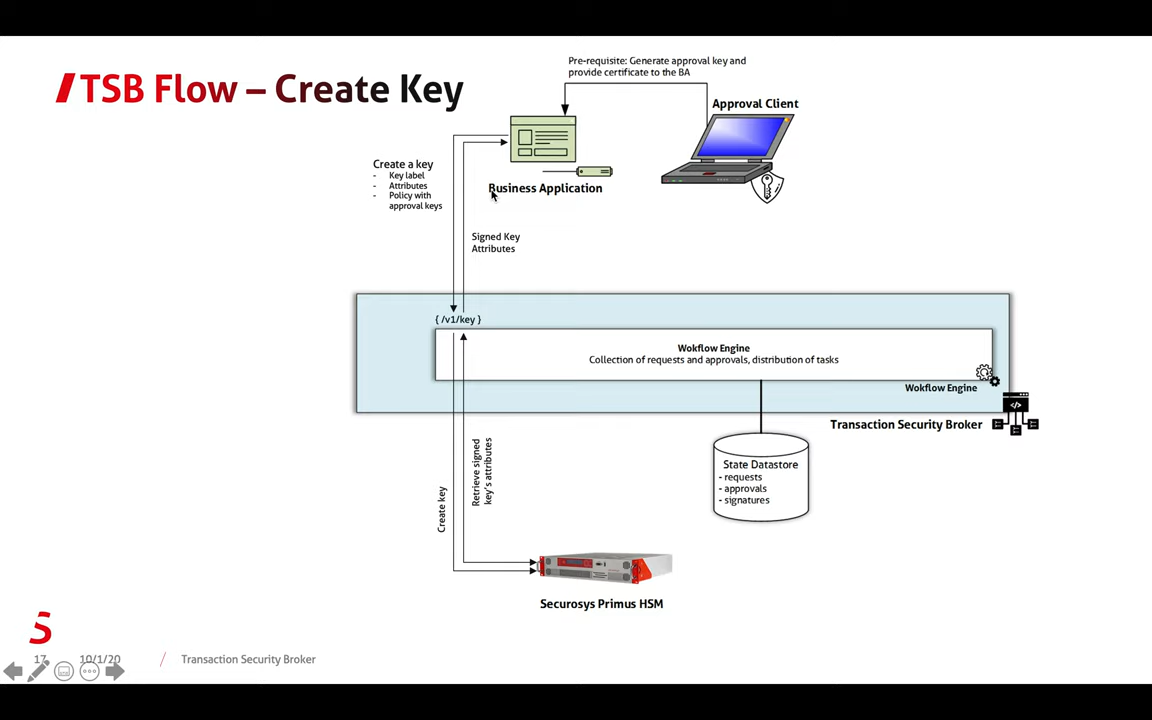 TSB Flow – Create Key
Pre-requisite: Generate approval key and
provide certificate to the BA
Approval Client
Create a key
- Key label
- Attributes
- Policy with
approval keys
Business Application
Signed Key
Attributes
{ /v1/key }
Wokflow Engine
Collection of requests and approvals, distribution of tasks
Wokflow Engine
Transaction Security Broker
State Datastore
- requests
- approvals
- signatures
Create key
Retrieve signed
key's attributes
Securosys Primus HSM
17
10/1/20
Transaction Security Broker